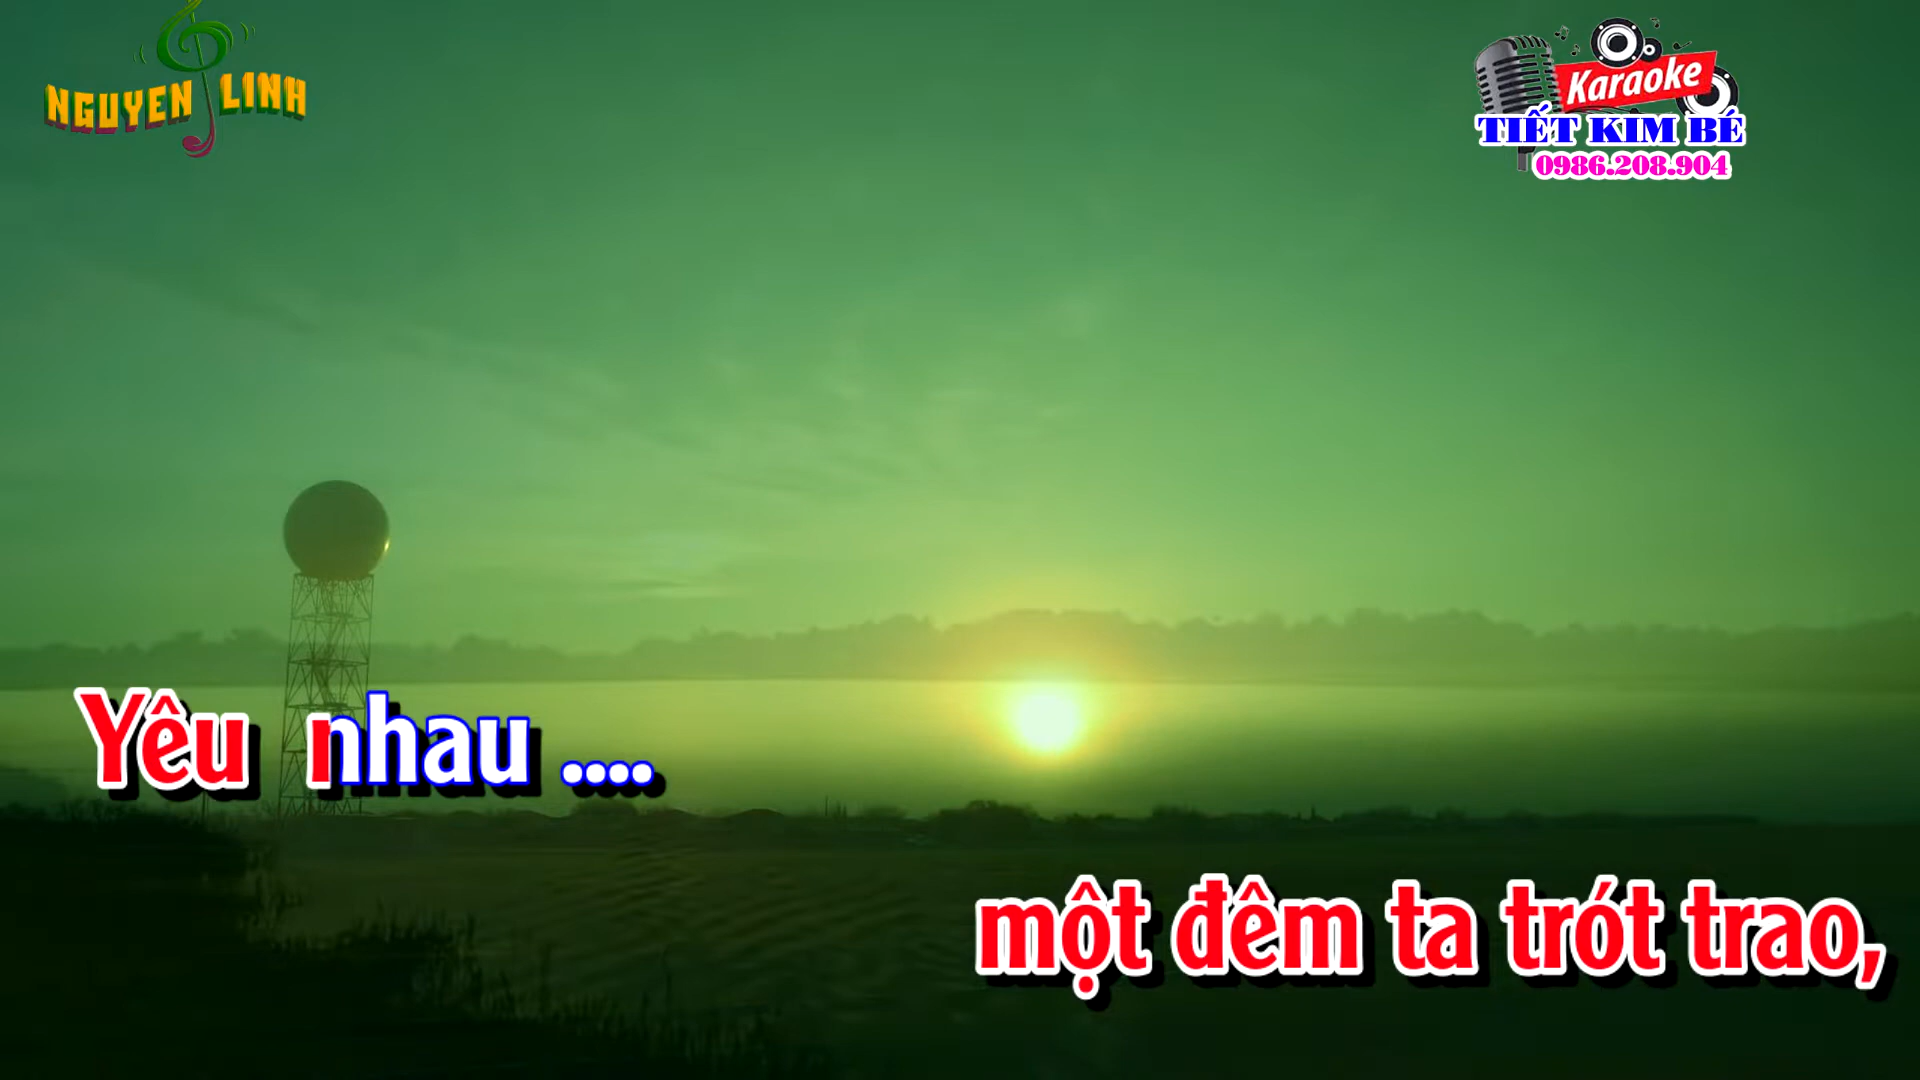 NGUYEN LINH
Karaoke
TIẾT KIM BÉ
0986.208.904
Yêu nhau ....
một đêm ta trót trao,